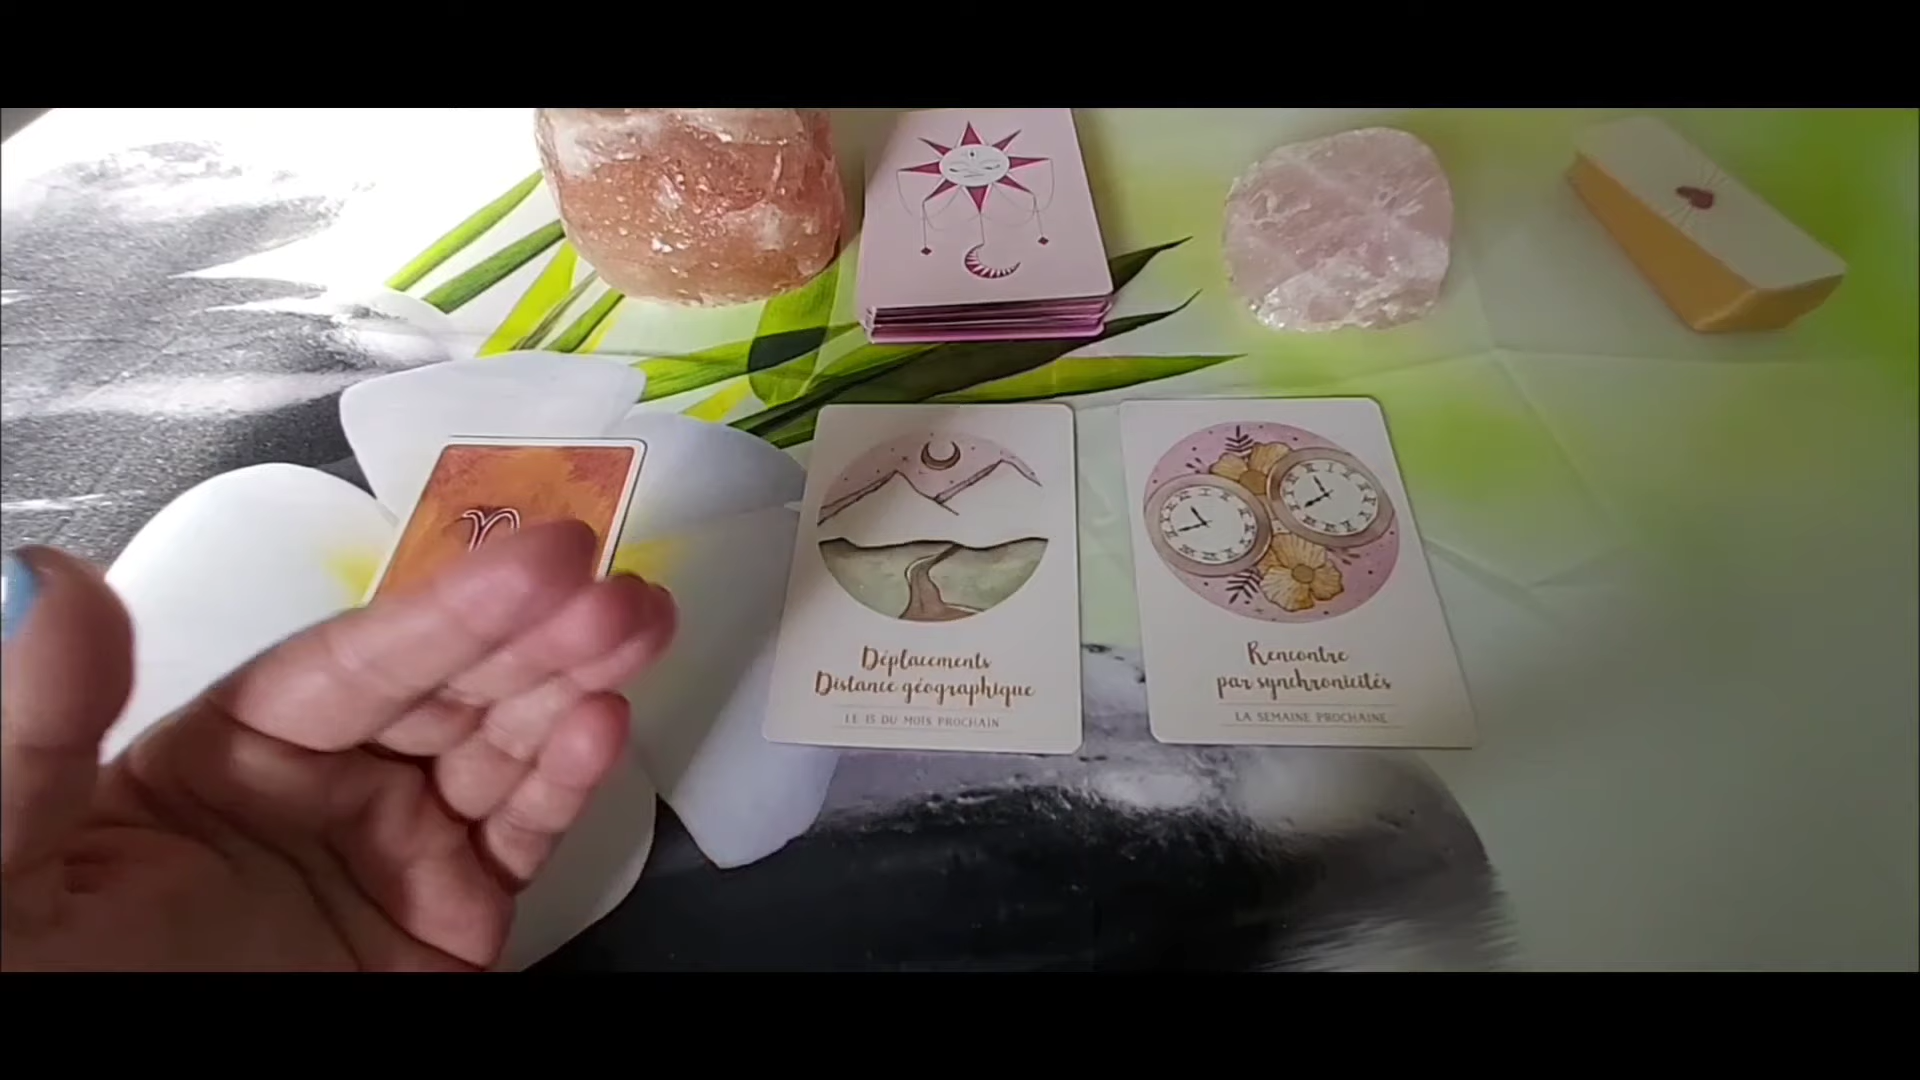 Déplacements
Distance géographique
LE 15 DU MOIS PROCHAIN
Rencontre
par synchronicités
LA SEMAINE PROCHAINE